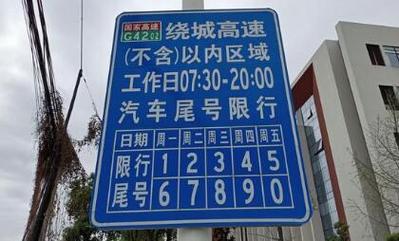 国家高速
G4202 绕城高速
(不含)以内区域
工作日07:30-20:00
汽车尾号限行
日期 周一 周二 周三 周四 周五
限行 1 2 3 4 5
尾号 6 7 8 9 0